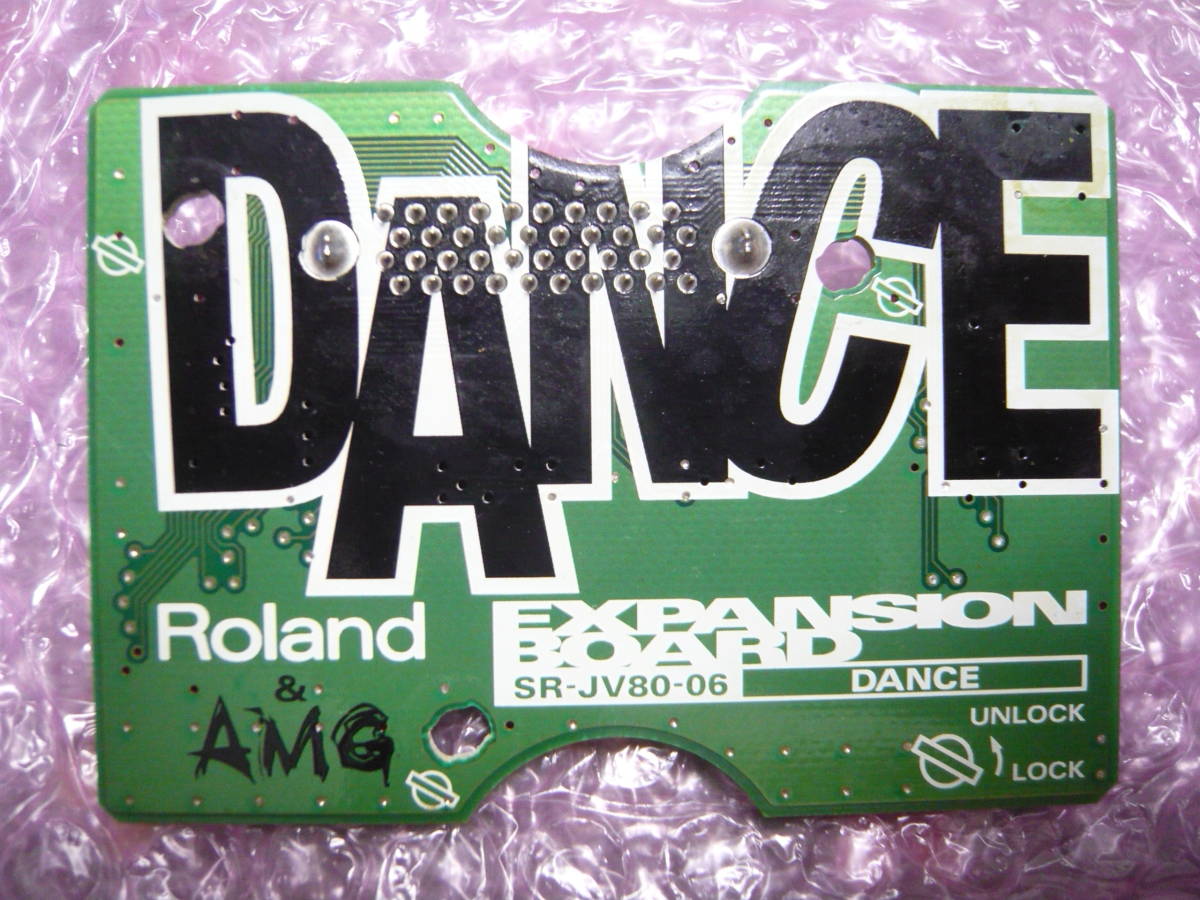 DANCE
Roland
&
AMG
EXPANSION
BOARD
SR-JV80-06 DANCE
UNLOCK
LOCK